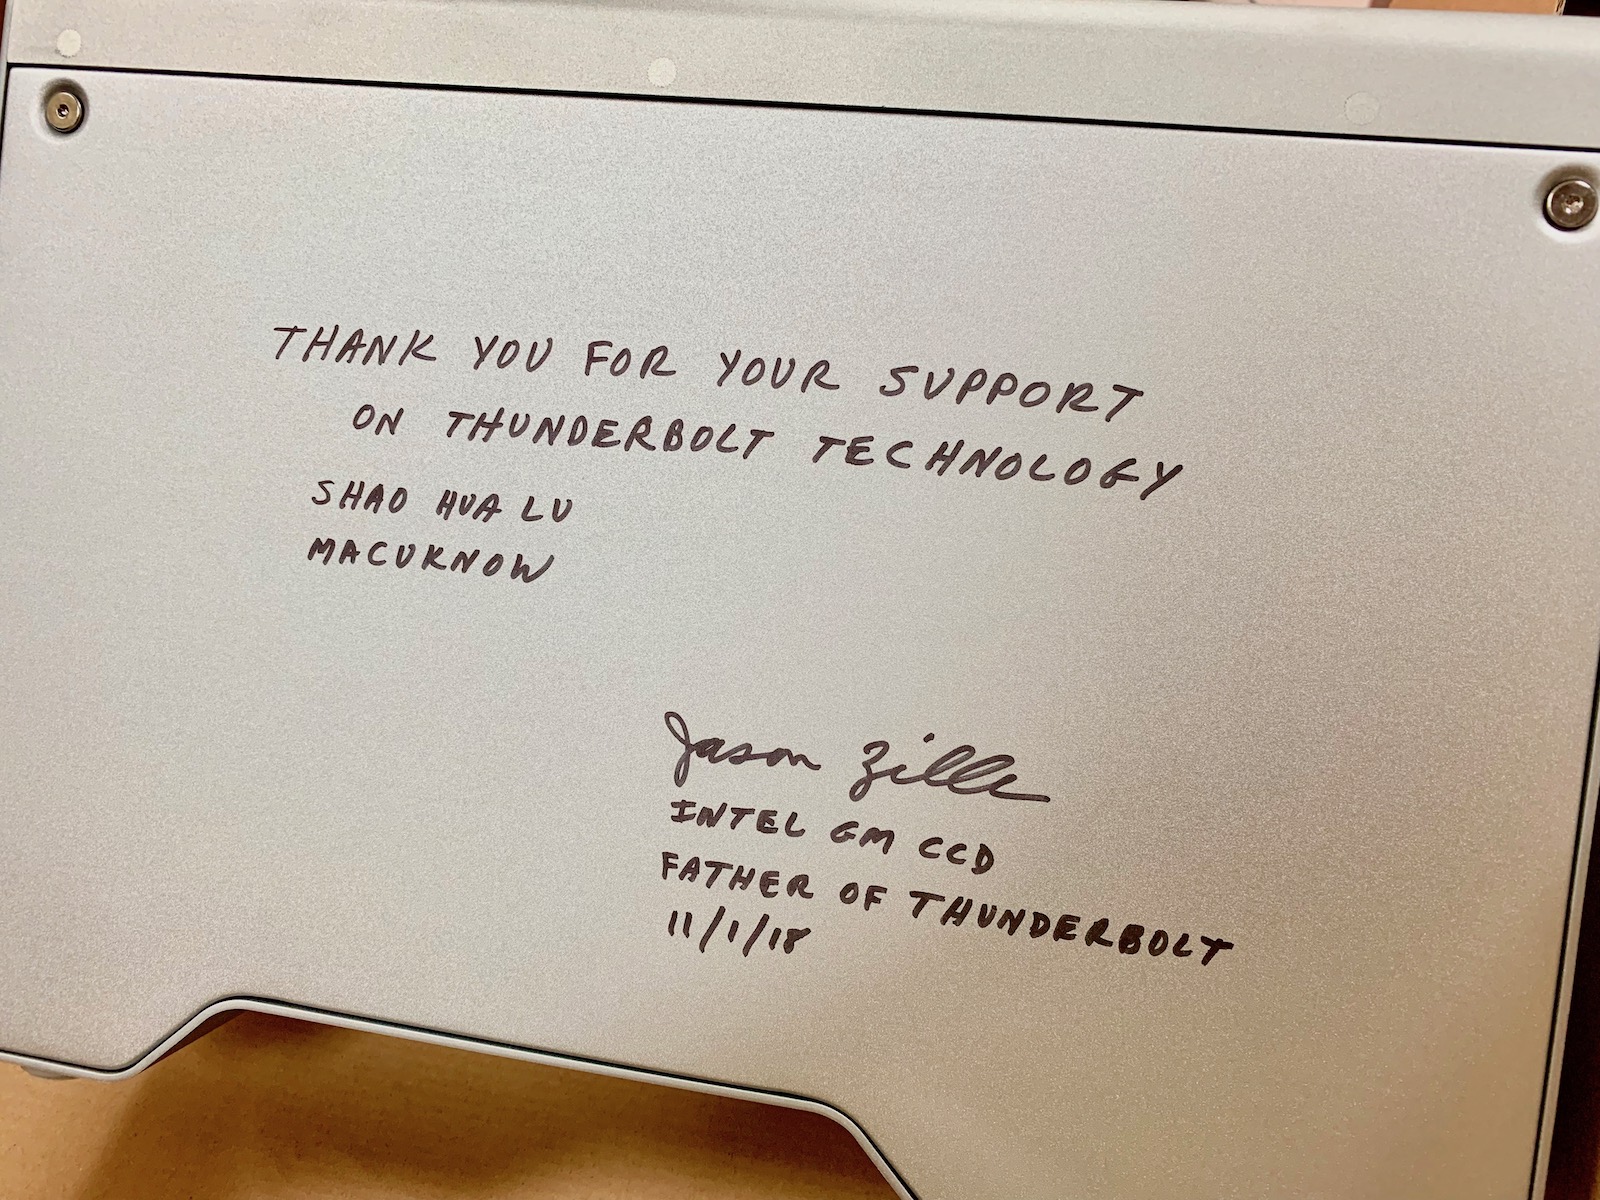 THANK YOU FOR YOUR SUPPORT
ON THUNDERBOLT TECHNOLOGY
SHAO HUA LU
MACUKNOW
Jason Ziller
INTEL GM CCD
FATHER OF THUNDERBOLT
11/1/18